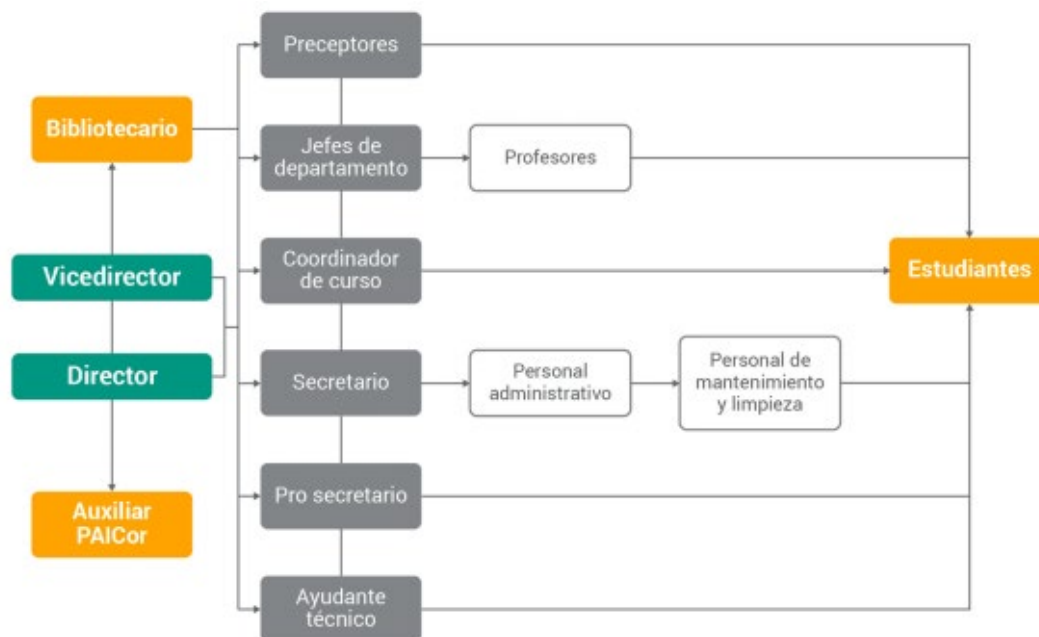 Preceptores
Bibliotecario
Jefes de
departamento
Profesores
Vicedirector
Coordinador
de curso
Estudiantes
Director
Secretario
Personal
administrativo
Personal de
mantenimiento
y limpieza
Auxiliar
PAICor
Pro secretario
Ayudante
técnico